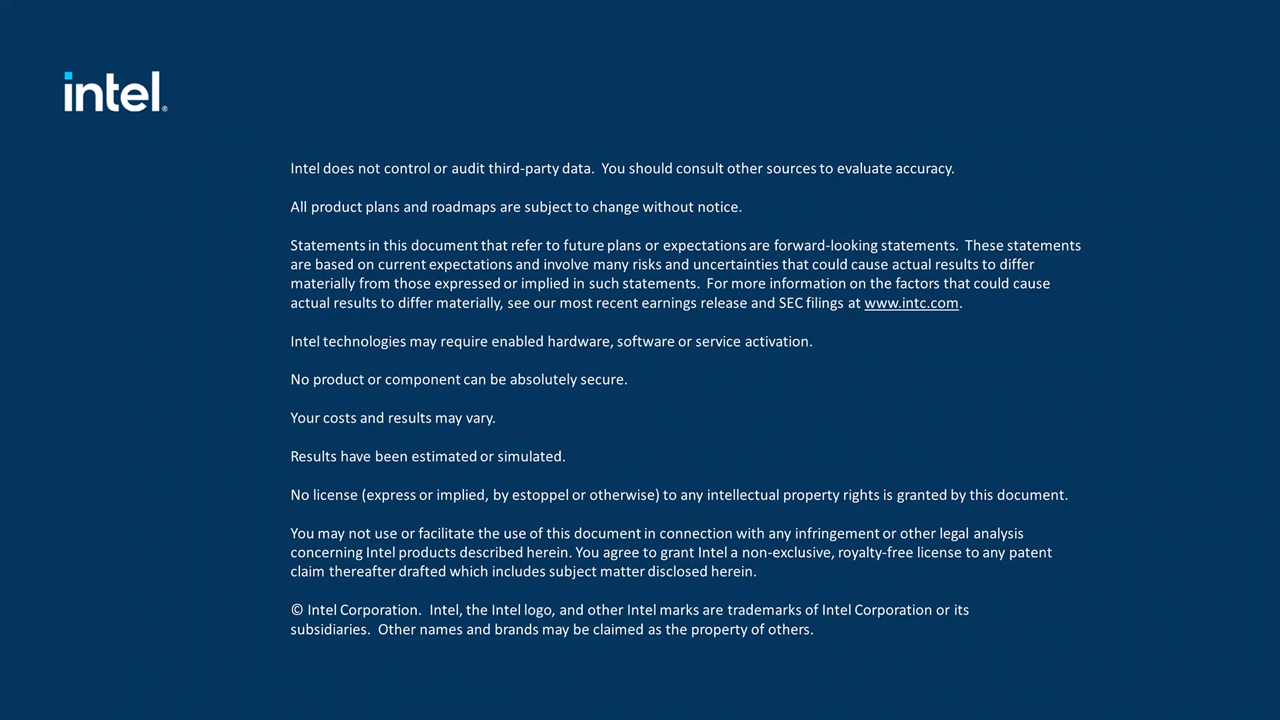 intel®
Intel does not control or audit third-party data.  You should consult other sources to evaluate accuracy.
All product plans and roadmaps are subject to change without notice.
Statements in this document that refer to future plans or expectations are forward-looking statements.  These statements
are based on current expectations and involve many risks and uncertainties that could cause actual results to differ
materially from those expressed or implied in such statements.  For more information on the factors that could cause
actual results to differ materially, see our most recent earnings release and SEC filings at www.intc.com.
Intel technologies may require enabled hardware, software or service activation.
No product or component can be absolutely secure.
Your costs and results may vary.
Results have been estimated or simulated.
No license (express or implied, by estoppel or otherwise) to any intellectual property rights is granted by this document.
You may not use or facilitate the use of this document in connection with any infringement or other legal analysis
concerning Intel products described herein. You agree to grant Intel a non-exclusive, royalty-free license to any patent
claim thereafter drafted which includes subject matter disclosed herein.
© Intel Corporation.  Intel, the Intel logo, and other Intel marks are trademarks of Intel Corporation or its
subsidiaries.  Other names and brands may be claimed as the property of others.